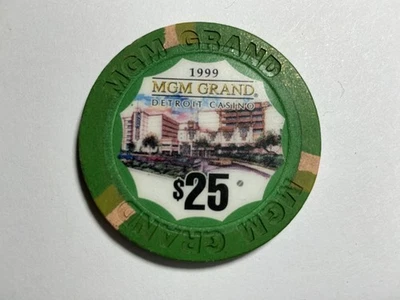 MGM GRAND
1999
MGM GRAND®
DETROIT CASINO
$25
MGM GRAND